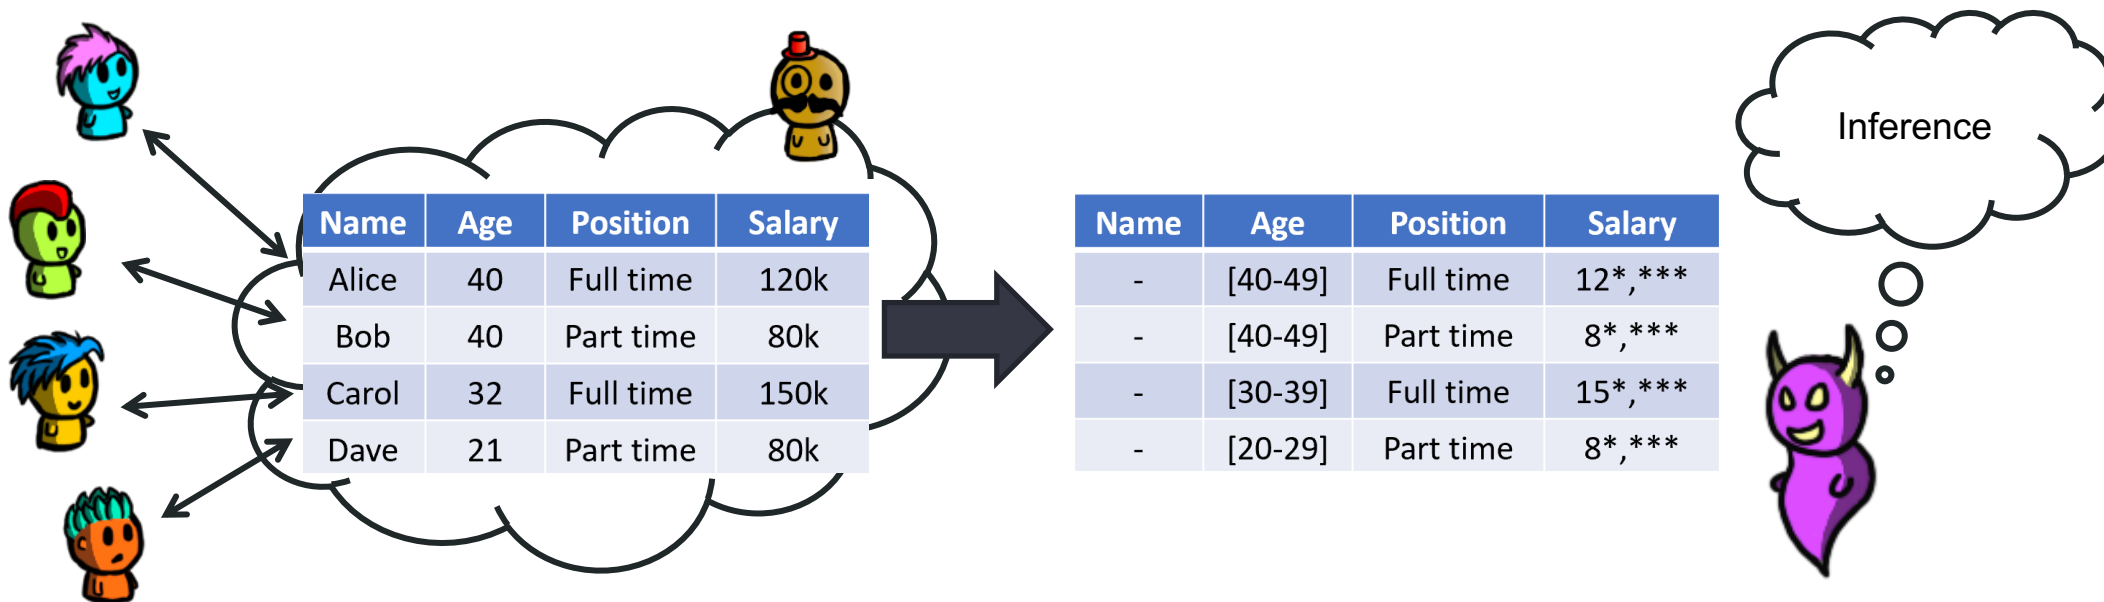 Inference
Name Age Position Salary
Alice 40 Full time 120k
Bob 40 Part time 80k
Carol 32 Full time 150k
Dave 21 Part time 80k
Name Age Position Salary
- [40-49] Full time 12*,***
- [40-49] Part time 8*,***
- [30-39] Full time 15*,***
- [20-29] Part time 8*,***